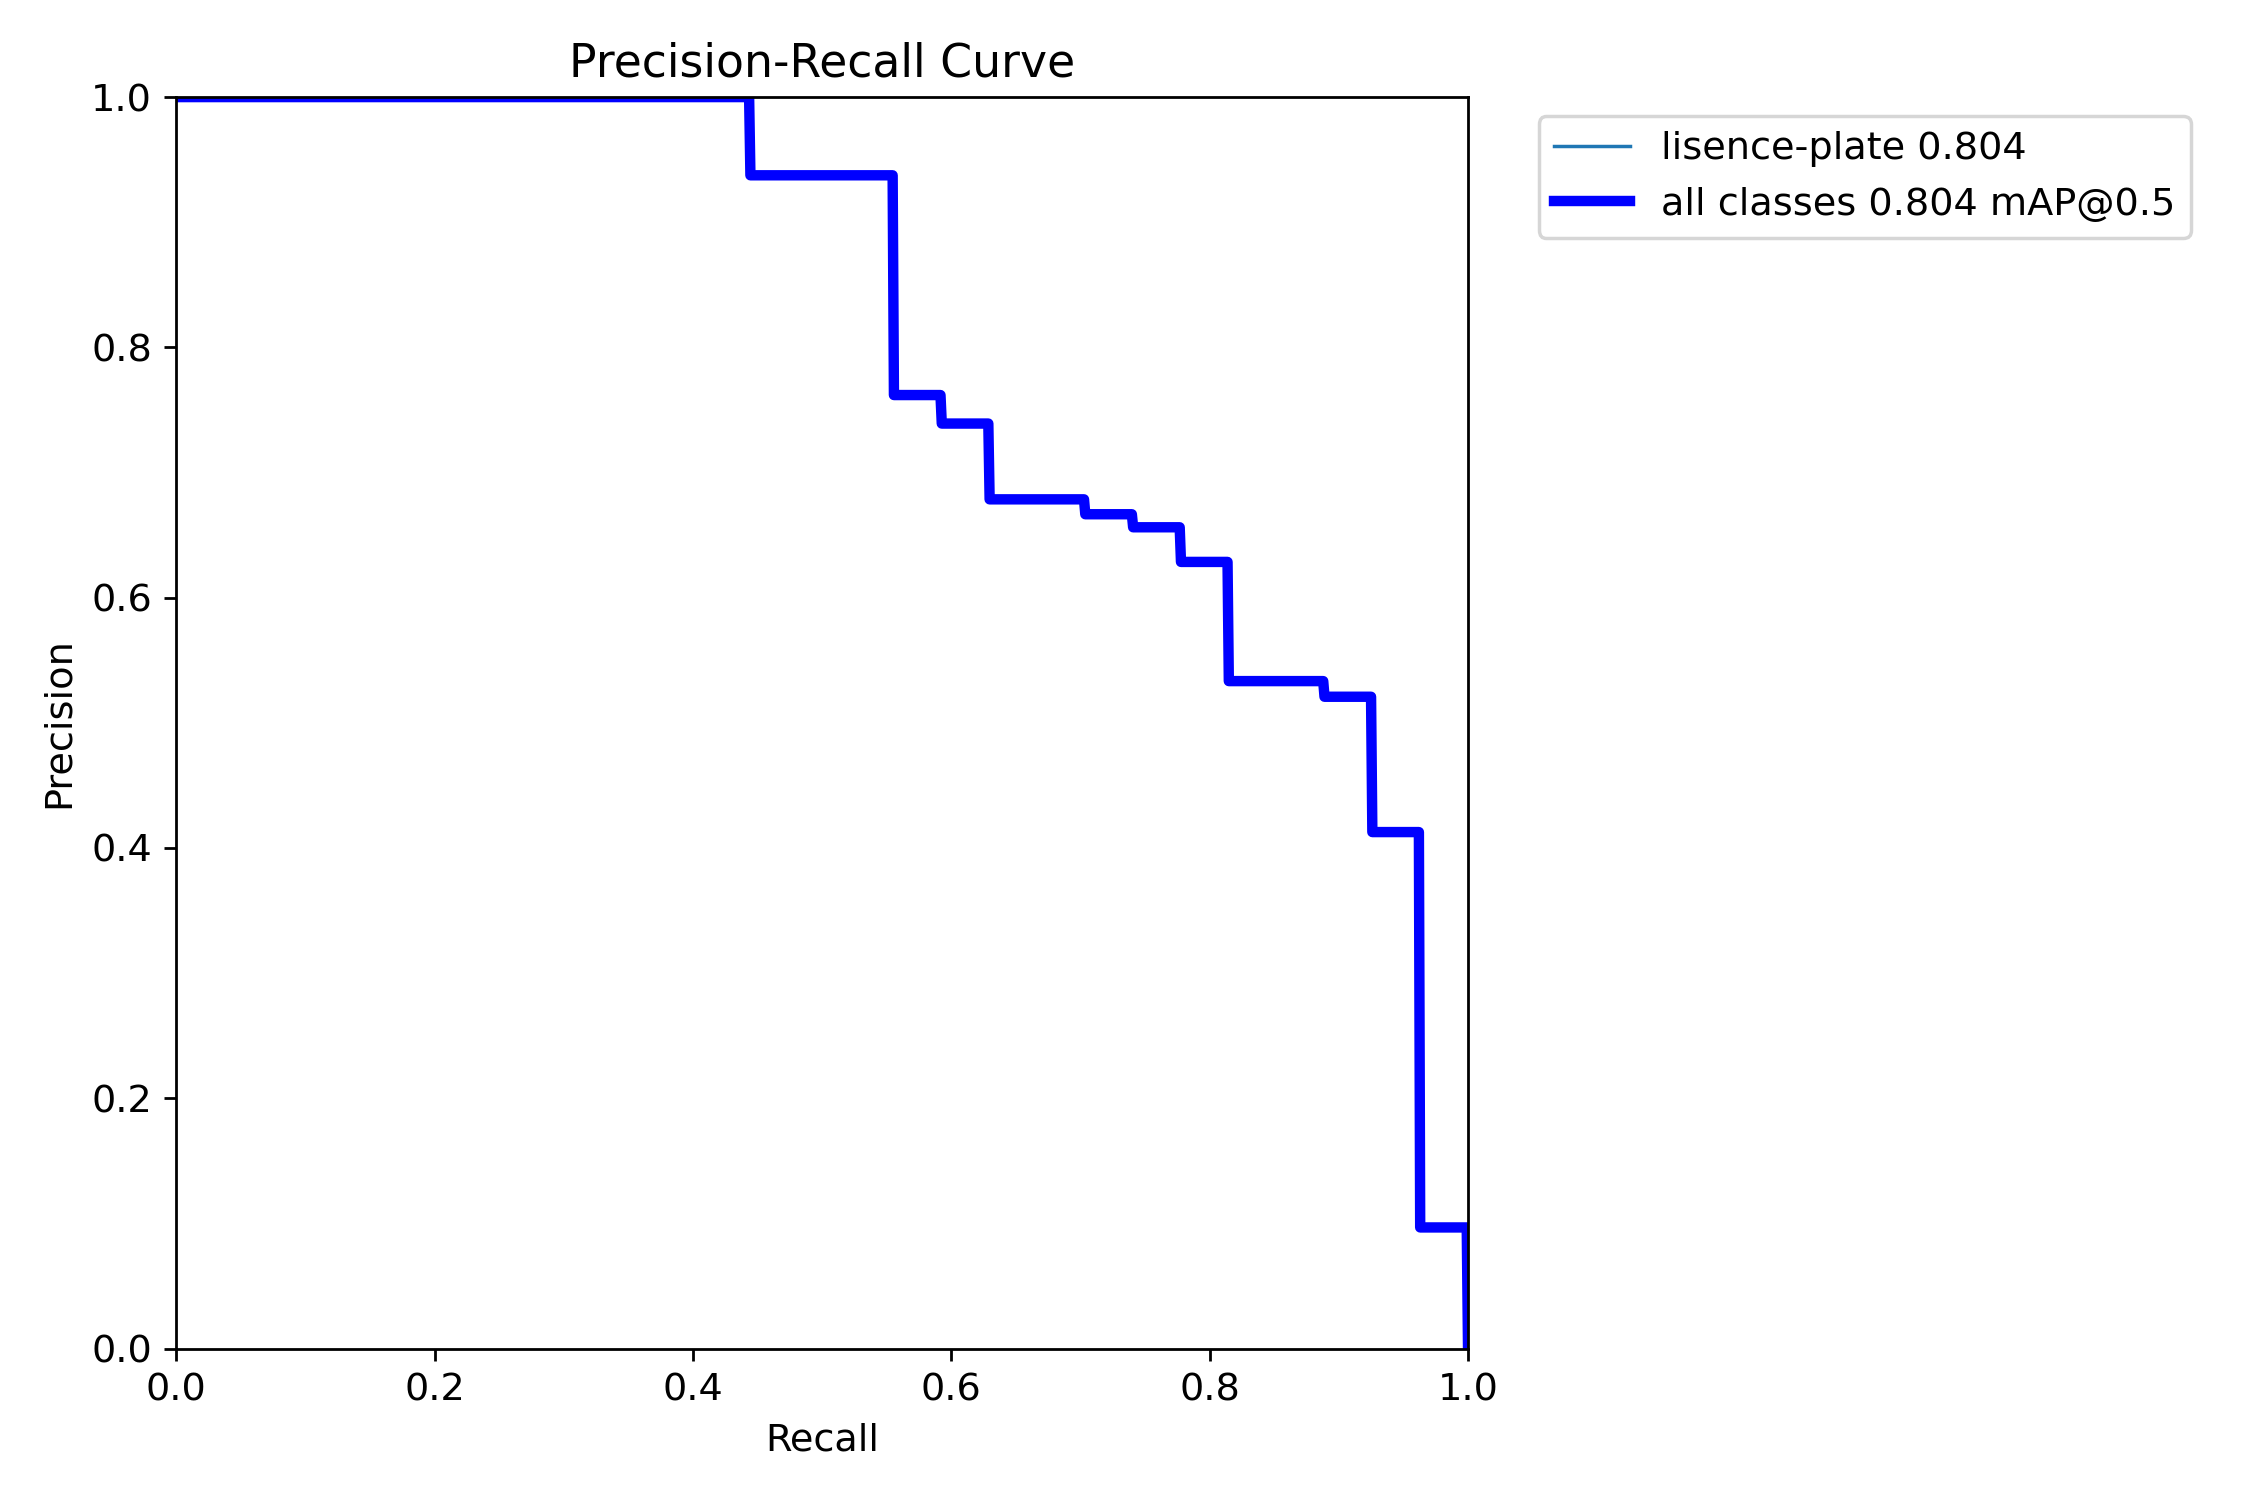 Precision-Recall Curve
1.0
0.8
0.6
0.4
0.2
0.0
Precision
0.0 0.2 0.4 0.6 0.8 1.0
Recall
lisence-plate 0.804
all classes 0.804 mAP@0.5